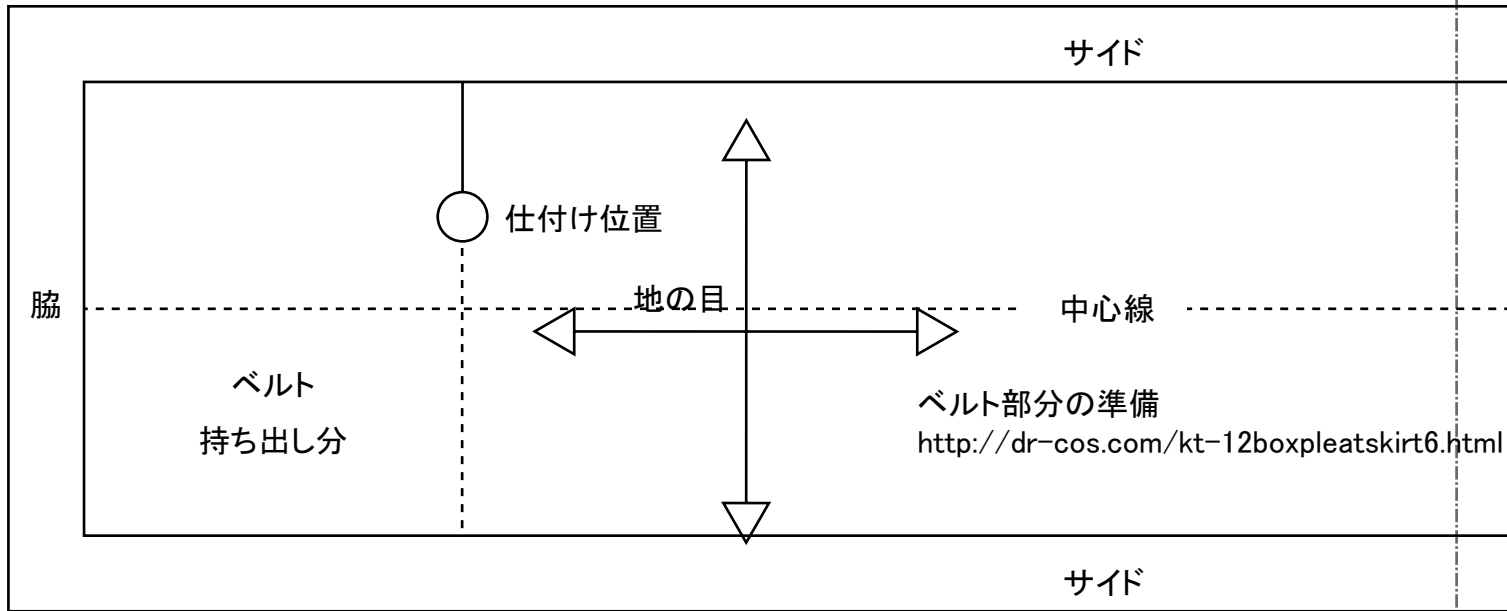 サイド
仕付け位置
地の目
脇
中心線
ベルト
持ち出し分
ベルト部分の準備
http://dr-cos.com/kt-12boxpleatskirt6.html
サイド